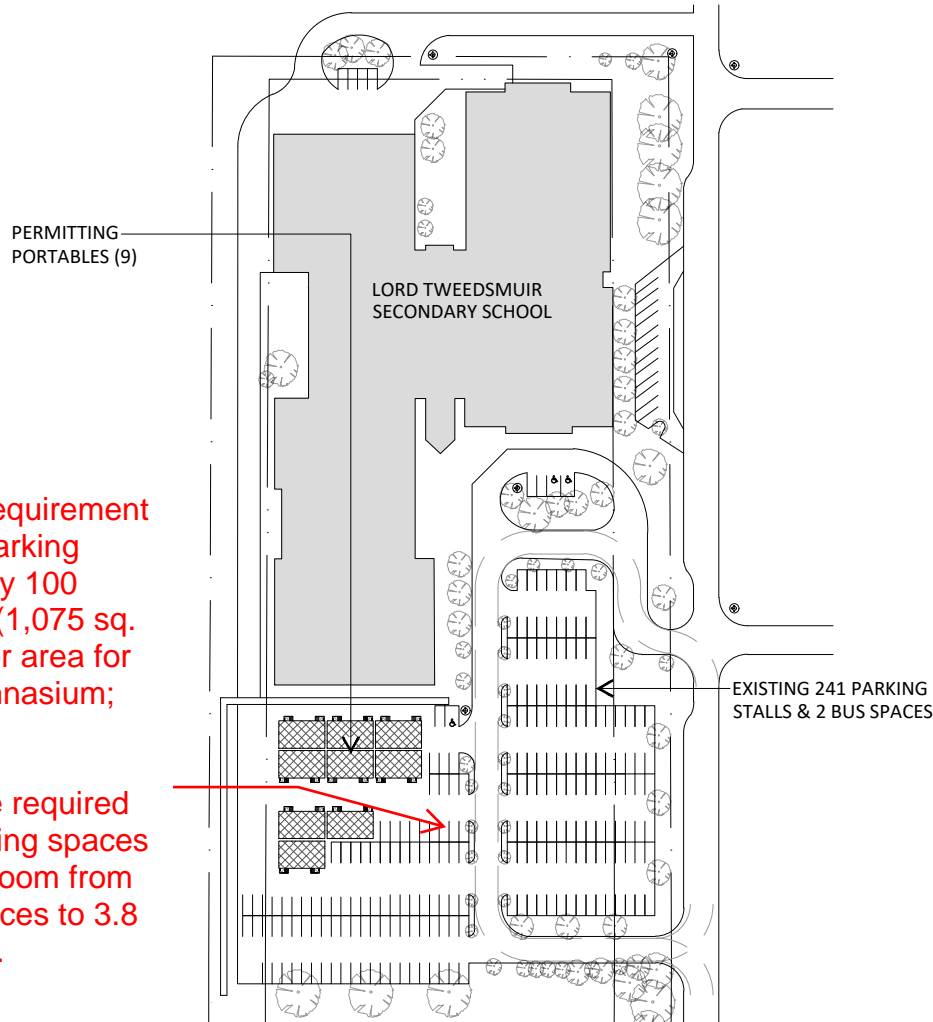 PERMITTING
PORTABLES (9)
LORD TWEEDSMUIR
SECONDARY SCHOOL
equirement
arking
y 100
(1,075 sq.
r area for
nasium;
EXISTING 241 PARKING
STALLS & 2 BUS SPACES
e required
ing spaces
oom from
ces to 3.8
.